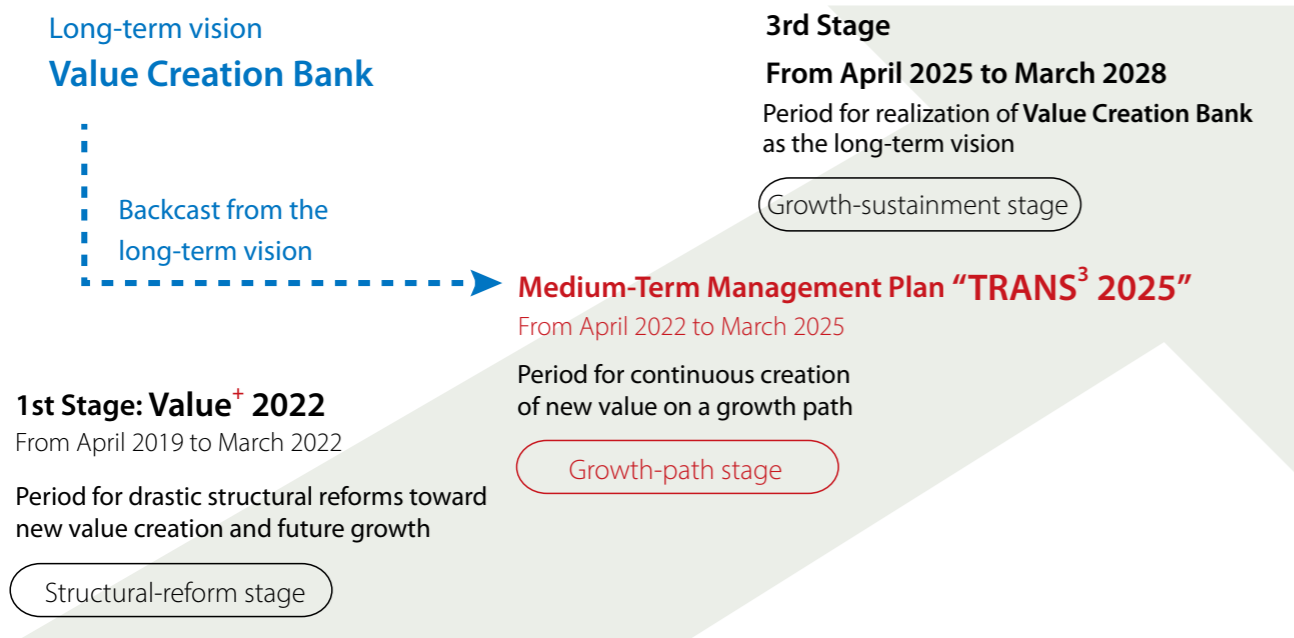 Long-term vision
Value Creation Bank
Backcast from the
long-term vision
3rd Stage
From April 2025 to March 2028
Period for realization of Value Creation Bank
as the long-term vision
Growth-sustainment stage
Medium-Term Management Plan “TRANS³ 2025”
From April 2022 to March 2025
Period for continuous creation
of new value on a growth path
Growth-path stage
1st Stage: Value⁺ 2022
From April 2019 to March 2022
Period for drastic structural reforms toward
new value creation and future growth
Structural-reform stage